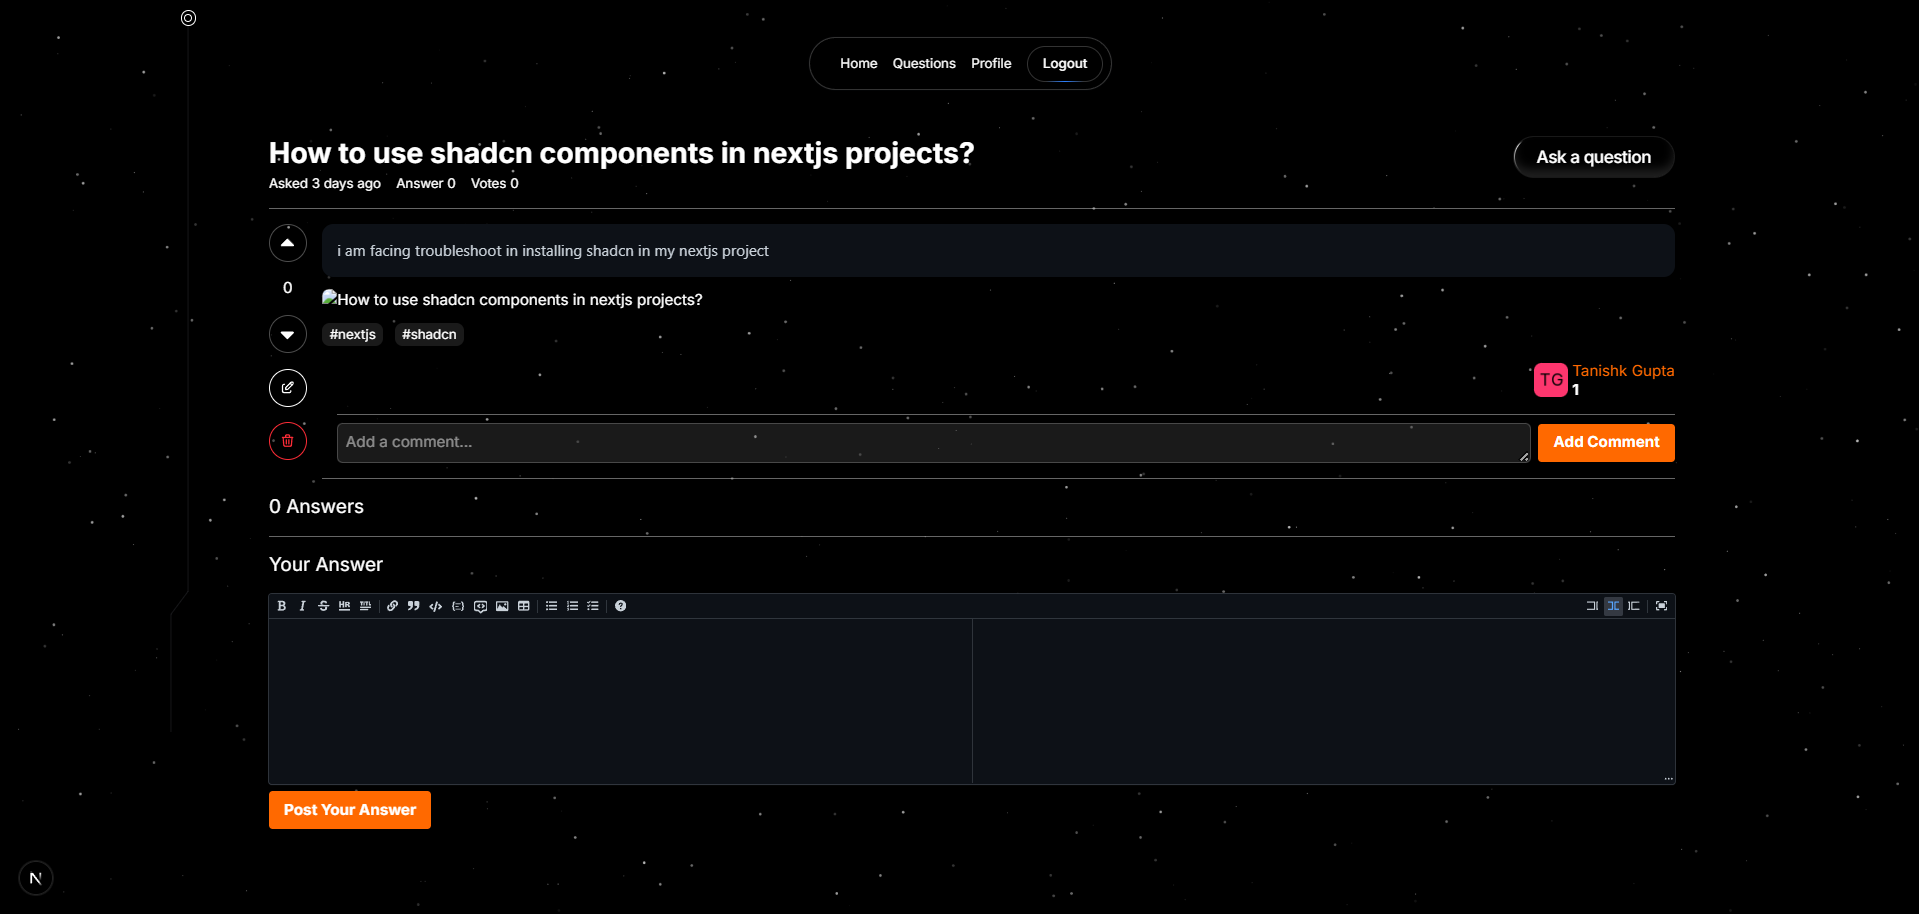 Home Questions Profile Logout
How to use shadcn components in nextjs projects?
Ask a question
Asked 3 days ago Answer 0 Votes 0
i am facing troubleshoot in installing shadcn in my nextjs project
0
How to use shadcn components in nextjs projects?
#nextjs #shadcn
TG
Tanishk Gupta
1
Add a comment...
Add Comment
0 Answers
Your Answer
B I S HR
Post Your Answer
N